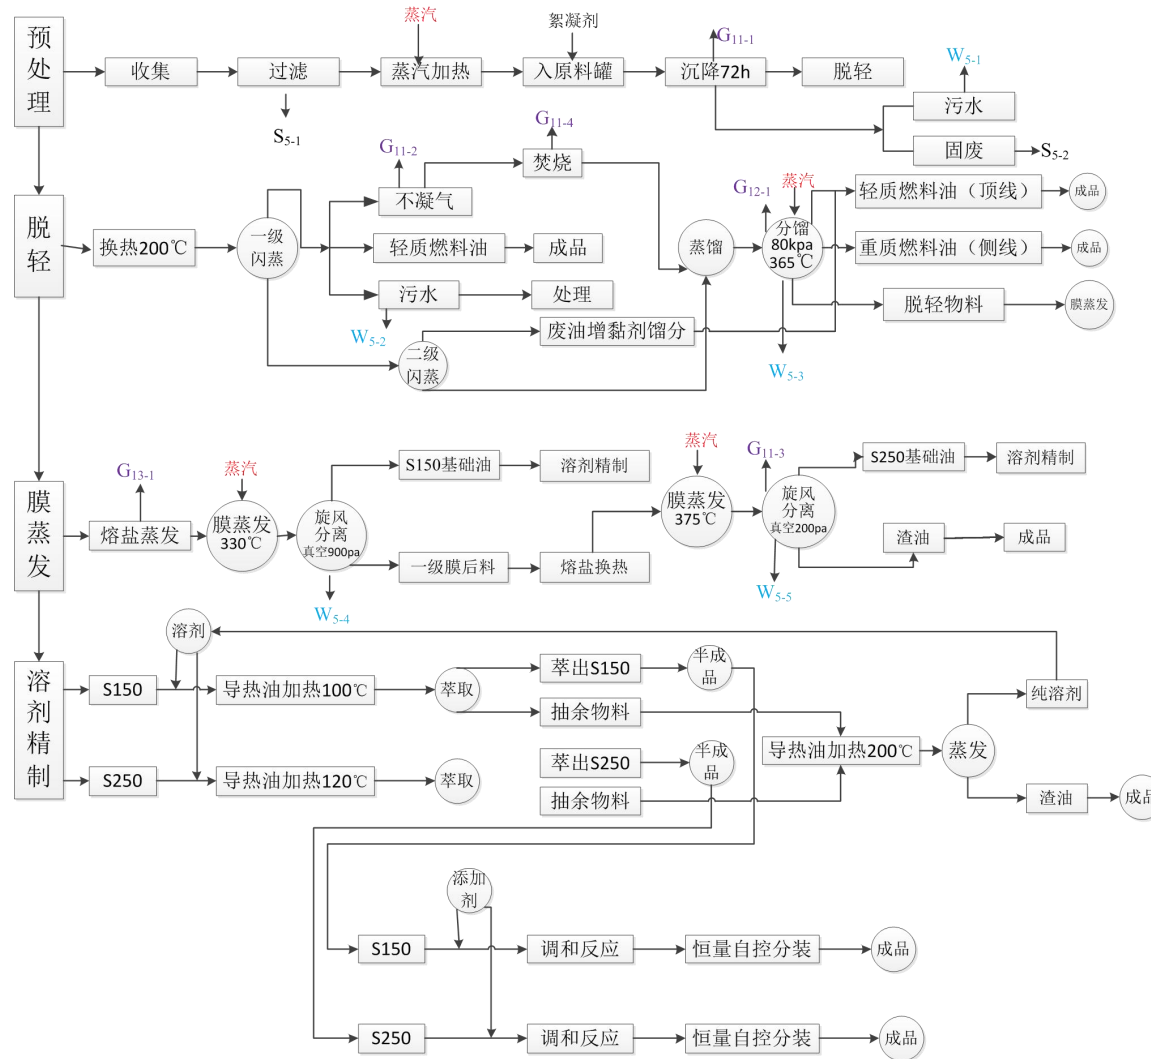 预处理
收集
过滤
蒸汽
蒸汽加热
絮凝剂
入原料罐
G11-1
沉降72h
脱轻
W5-1
污水
固废
S5-1
S5-2
脱轻
换热200℃
一级
闪蒸
G11-2
不凝气
G11-4
焚烧
轻质燃料油
成品
污水
处理
W5-2
二级
闪蒸
废油增黏剂馏分
蒸馏
G12-1
蒸汽
分馏
80kpa
365℃
W5-3
轻质燃料油（顶线）
成品
重质燃料油（侧线）
成品
脱轻物料
膜蒸发
膜蒸发
G13-1
熔盐蒸发
蒸汽
膜蒸发
330℃
旋风
分离
真空900pa
W5-4
S150基础油
溶剂精制
一级膜后料
熔盐换热
蒸汽
膜蒸发
375℃
G11-3
旋风
分离
真空200pa
W5-5
S250基础油
溶剂精制
渣油
成品
溶剂精制
溶剂
S150
导热油加热100℃
萃取
萃出S150
半成
品
抽余物料
S250
导热油加热120℃
萃取
萃出S250
半成
品
抽余物料
导热油加热200℃
蒸发
纯溶剂
渣油
成品
添加
剂
S150
调和反应
恒量自控分装
成品
S250
调和反应
恒量自控分装
成品